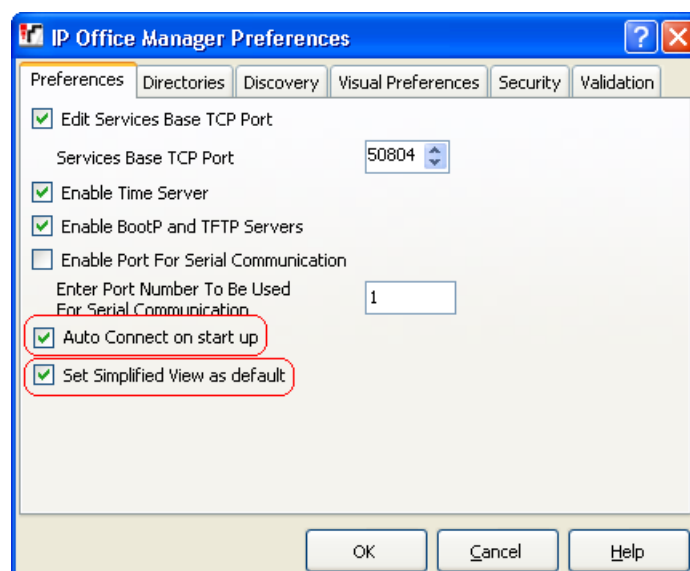 IP Office Manager Preferences
Preferences Directories Discovery Visual Preferences Security Validation
Edit Services Base TCP Port
Services Base TCP Port 50804
Enable Time Server
Enable BootP and TFTP Servers
Enable Port For Serial Communication
Enter Port Number To Be Used
For Serial Communication 1
Auto Connect on start up
Set Simplified View as default
OK Cancel Help